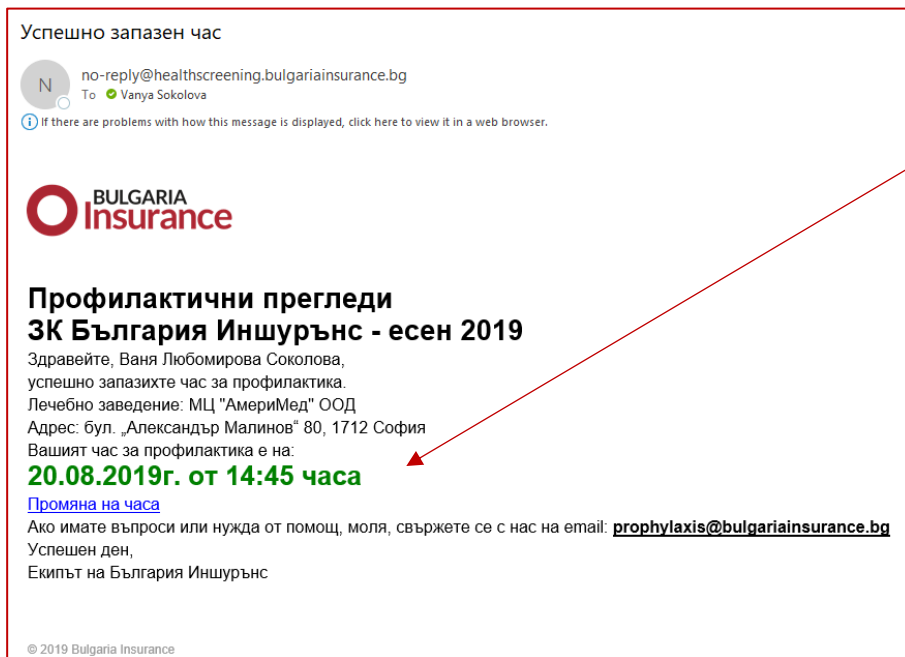 Успешно запазен час
N
no-reply@healthscreening.bulgariainsurance.bg
To Vanya Sokolova
If there are problems with how this message is displayed, click here to view it in a web browser.
BULGARIA
Insurance
Профилактични прегледи
ЗК България Иншурънс - есен 2019
Здравейте, Ваня Любомирова Соколова,
успешно запазихте час за профилактика.
Лечебно заведение: МЦ "АмериМед" ООД
Адрес: бул. „Александър Малинов“ 80, 1712 София
Вашият час за профилактика е на:
20.08.2019г. от 14:45 часа
Промяна на часа
Ако имате въпроси или нужда от помощ, моля, свържете се с нас на email: prophylaxis@bulgariainsurance.bg
Успешен ден,
Екипът на България Иншурънс
© 2019 Bulgaria Insurance